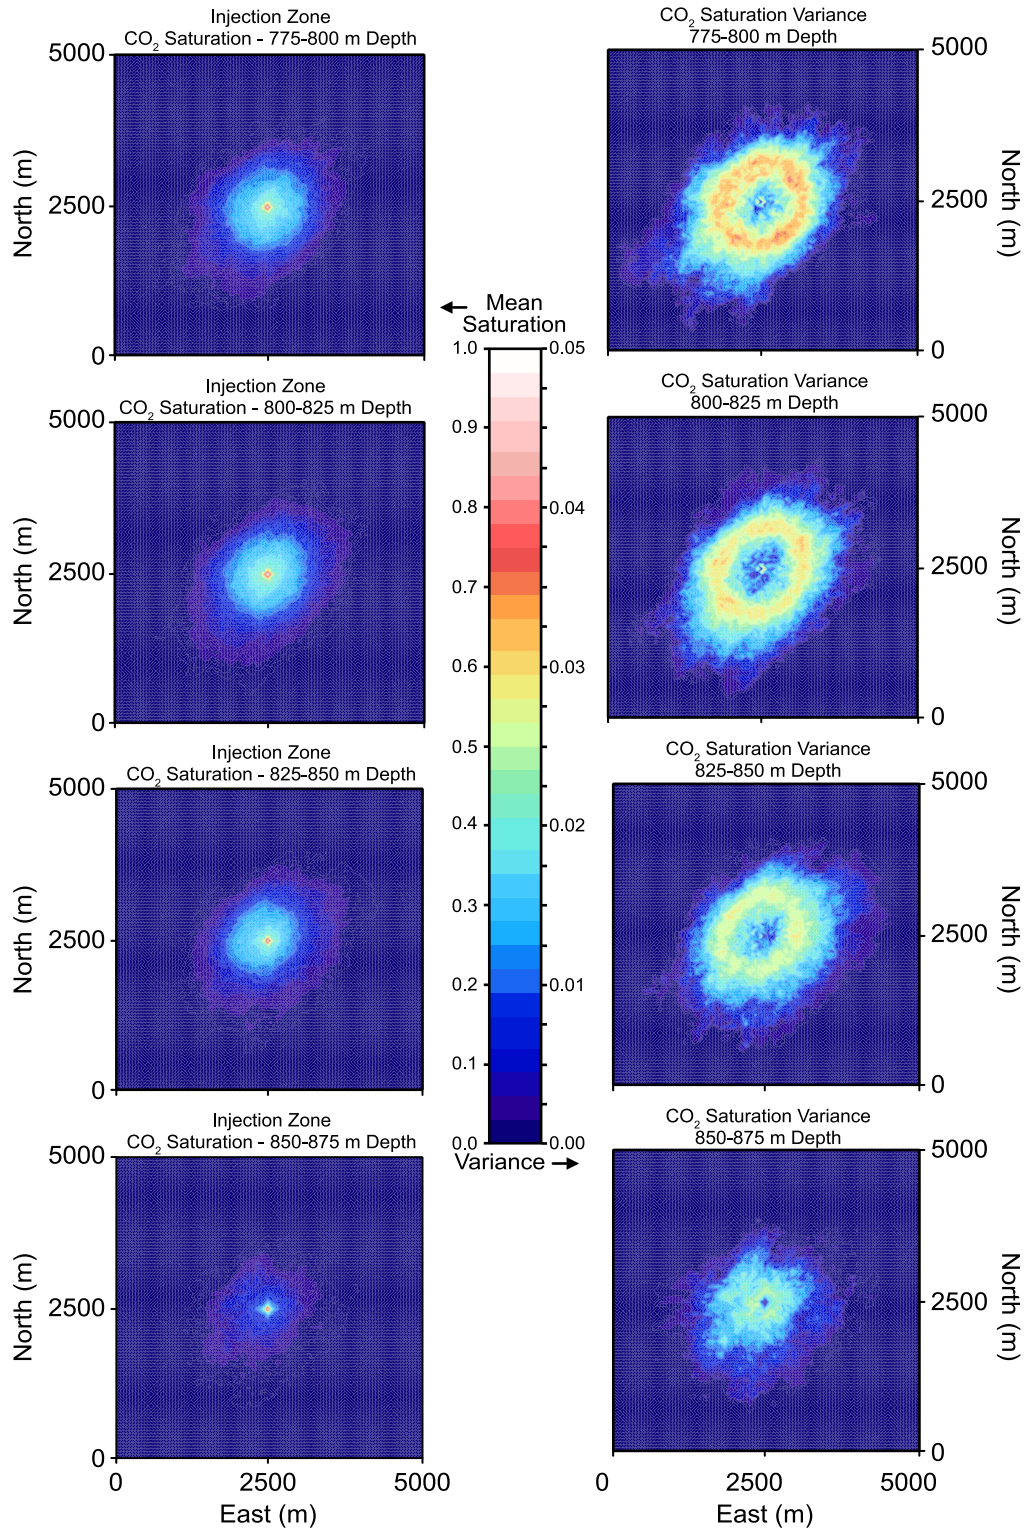 Injection Zone
CO2 Saturation - 775-800 m Depth
5000
2500
0
North (m)
CO2 Saturation Variance
775-800 m Depth
5000
2500
0
North (m)
← Mean
Saturation
1.0 0.05
0.9
0.8 0.04
0.7
0.6 0.03
0.5
0.4 0.02
0.3
0.2 0.01
0.1
0.0 0.00
Variance →
Injection Zone
CO2 Saturation - 800-825 m Depth
5000
2500
0
North (m)
CO2 Saturation Variance
800-825 m Depth
5000
2500
0
North (m)
Injection Zone
CO2 Saturation - 825-850 m Depth
5000
2500
0
North (m)
CO2 Saturation Variance
825-850 m Depth
5000
2500
0
North (m)
Injection Zone
CO2 Saturation - 850-875 m Depth
5000
2500
0
North (m)
0 2500 5000
East (m)
CO2 Saturation Variance
850-875 m Depth
5000
2500
0
North (m)
0 2500 5000
East (m)